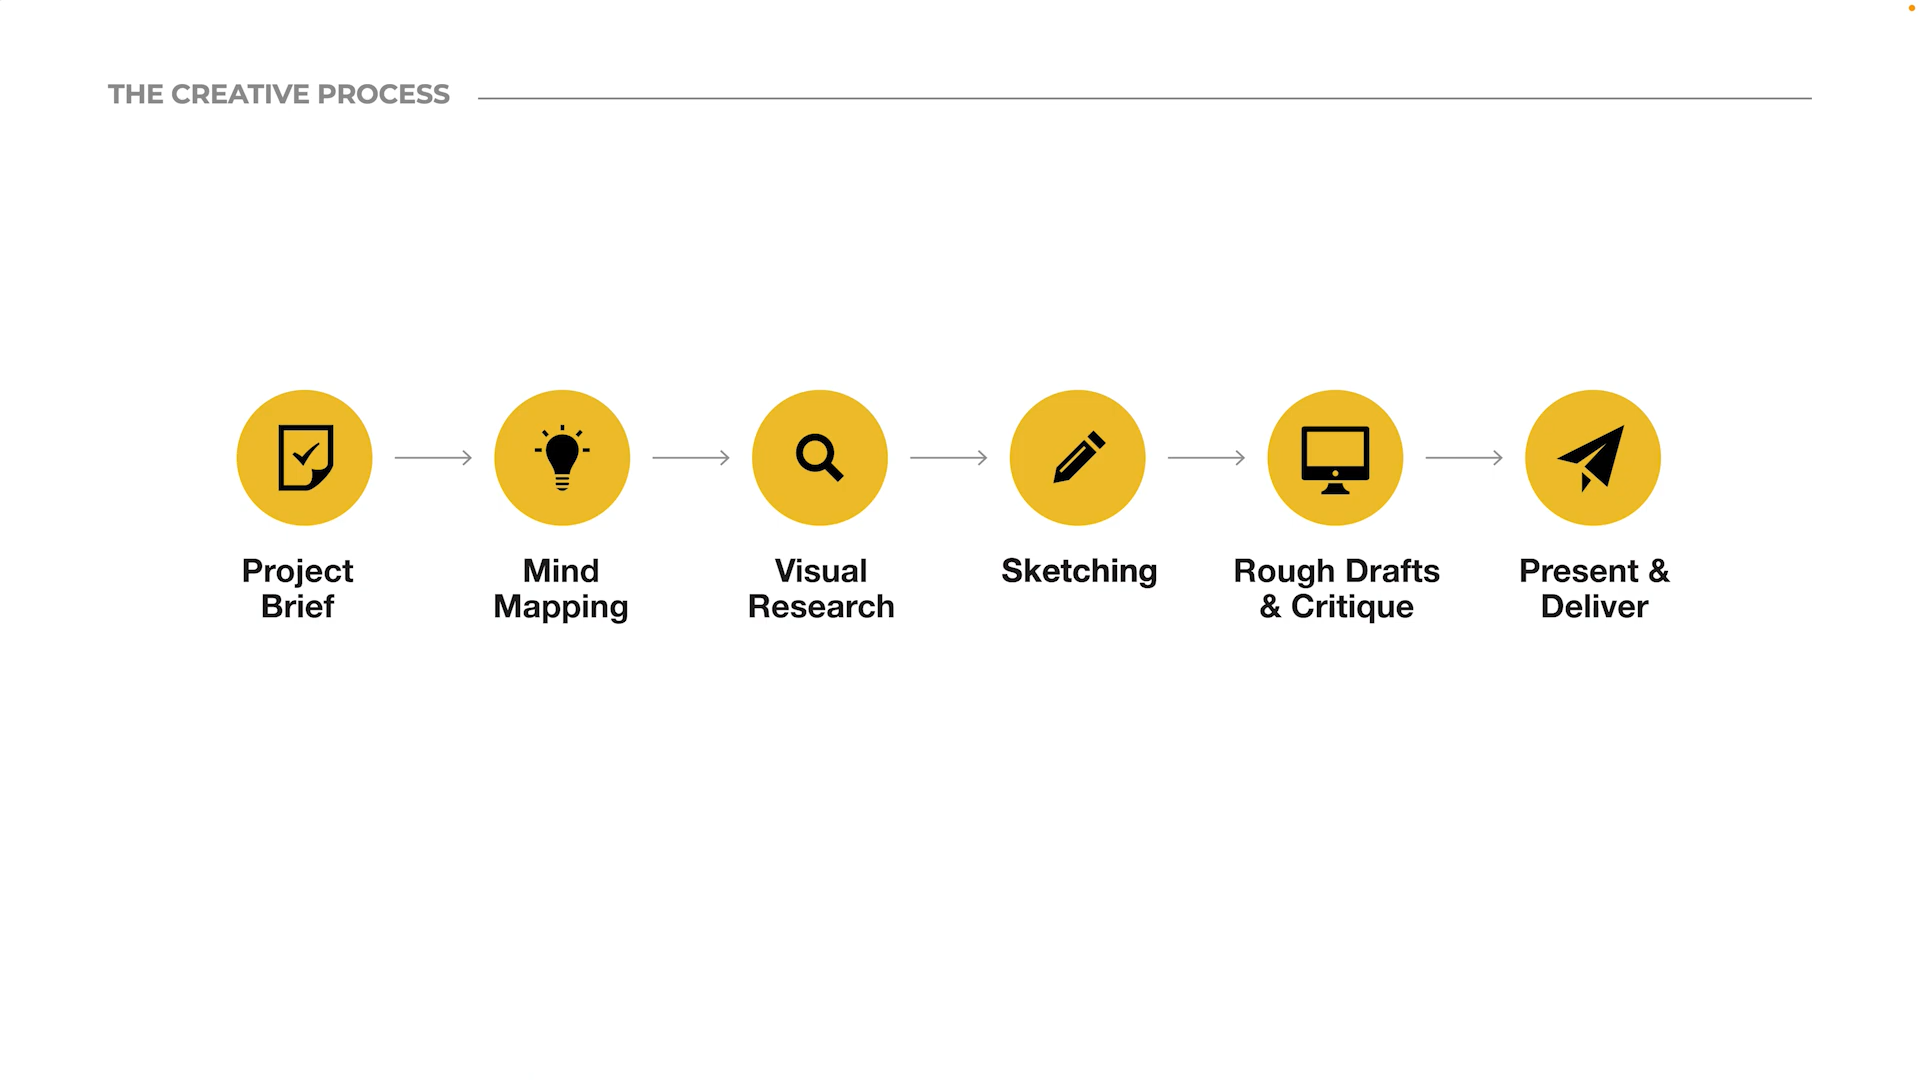 THE CREATIVE PROCESS
Project
Brief
Mind
Mapping
Visual
Research
Sketching
Rough Drafts
& Critique
Present &
Deliver